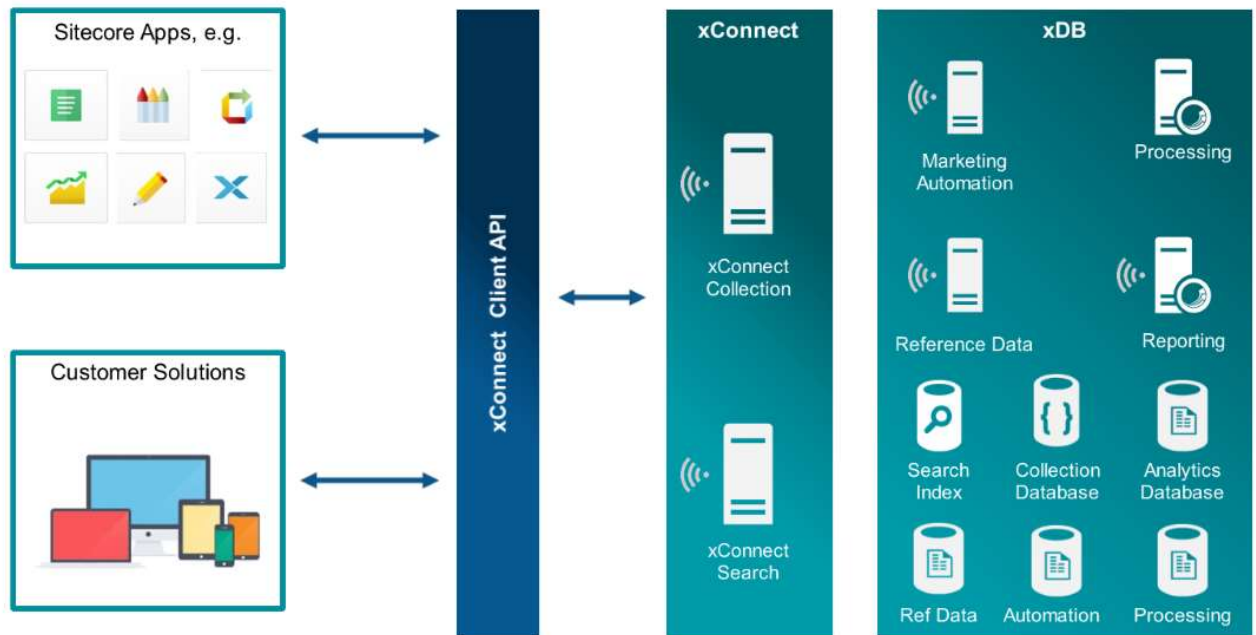 Sitecore Apps, e.g.
Customer Solutions
xConnect Client API
xConnect
xConnect
Collection
xConnect
Search
xDB
Marketing
Automation
Processing
Reference Data
Reporting
Search
Index
Collection
Database
Analytics
Database
Ref Data
Automation
Processing